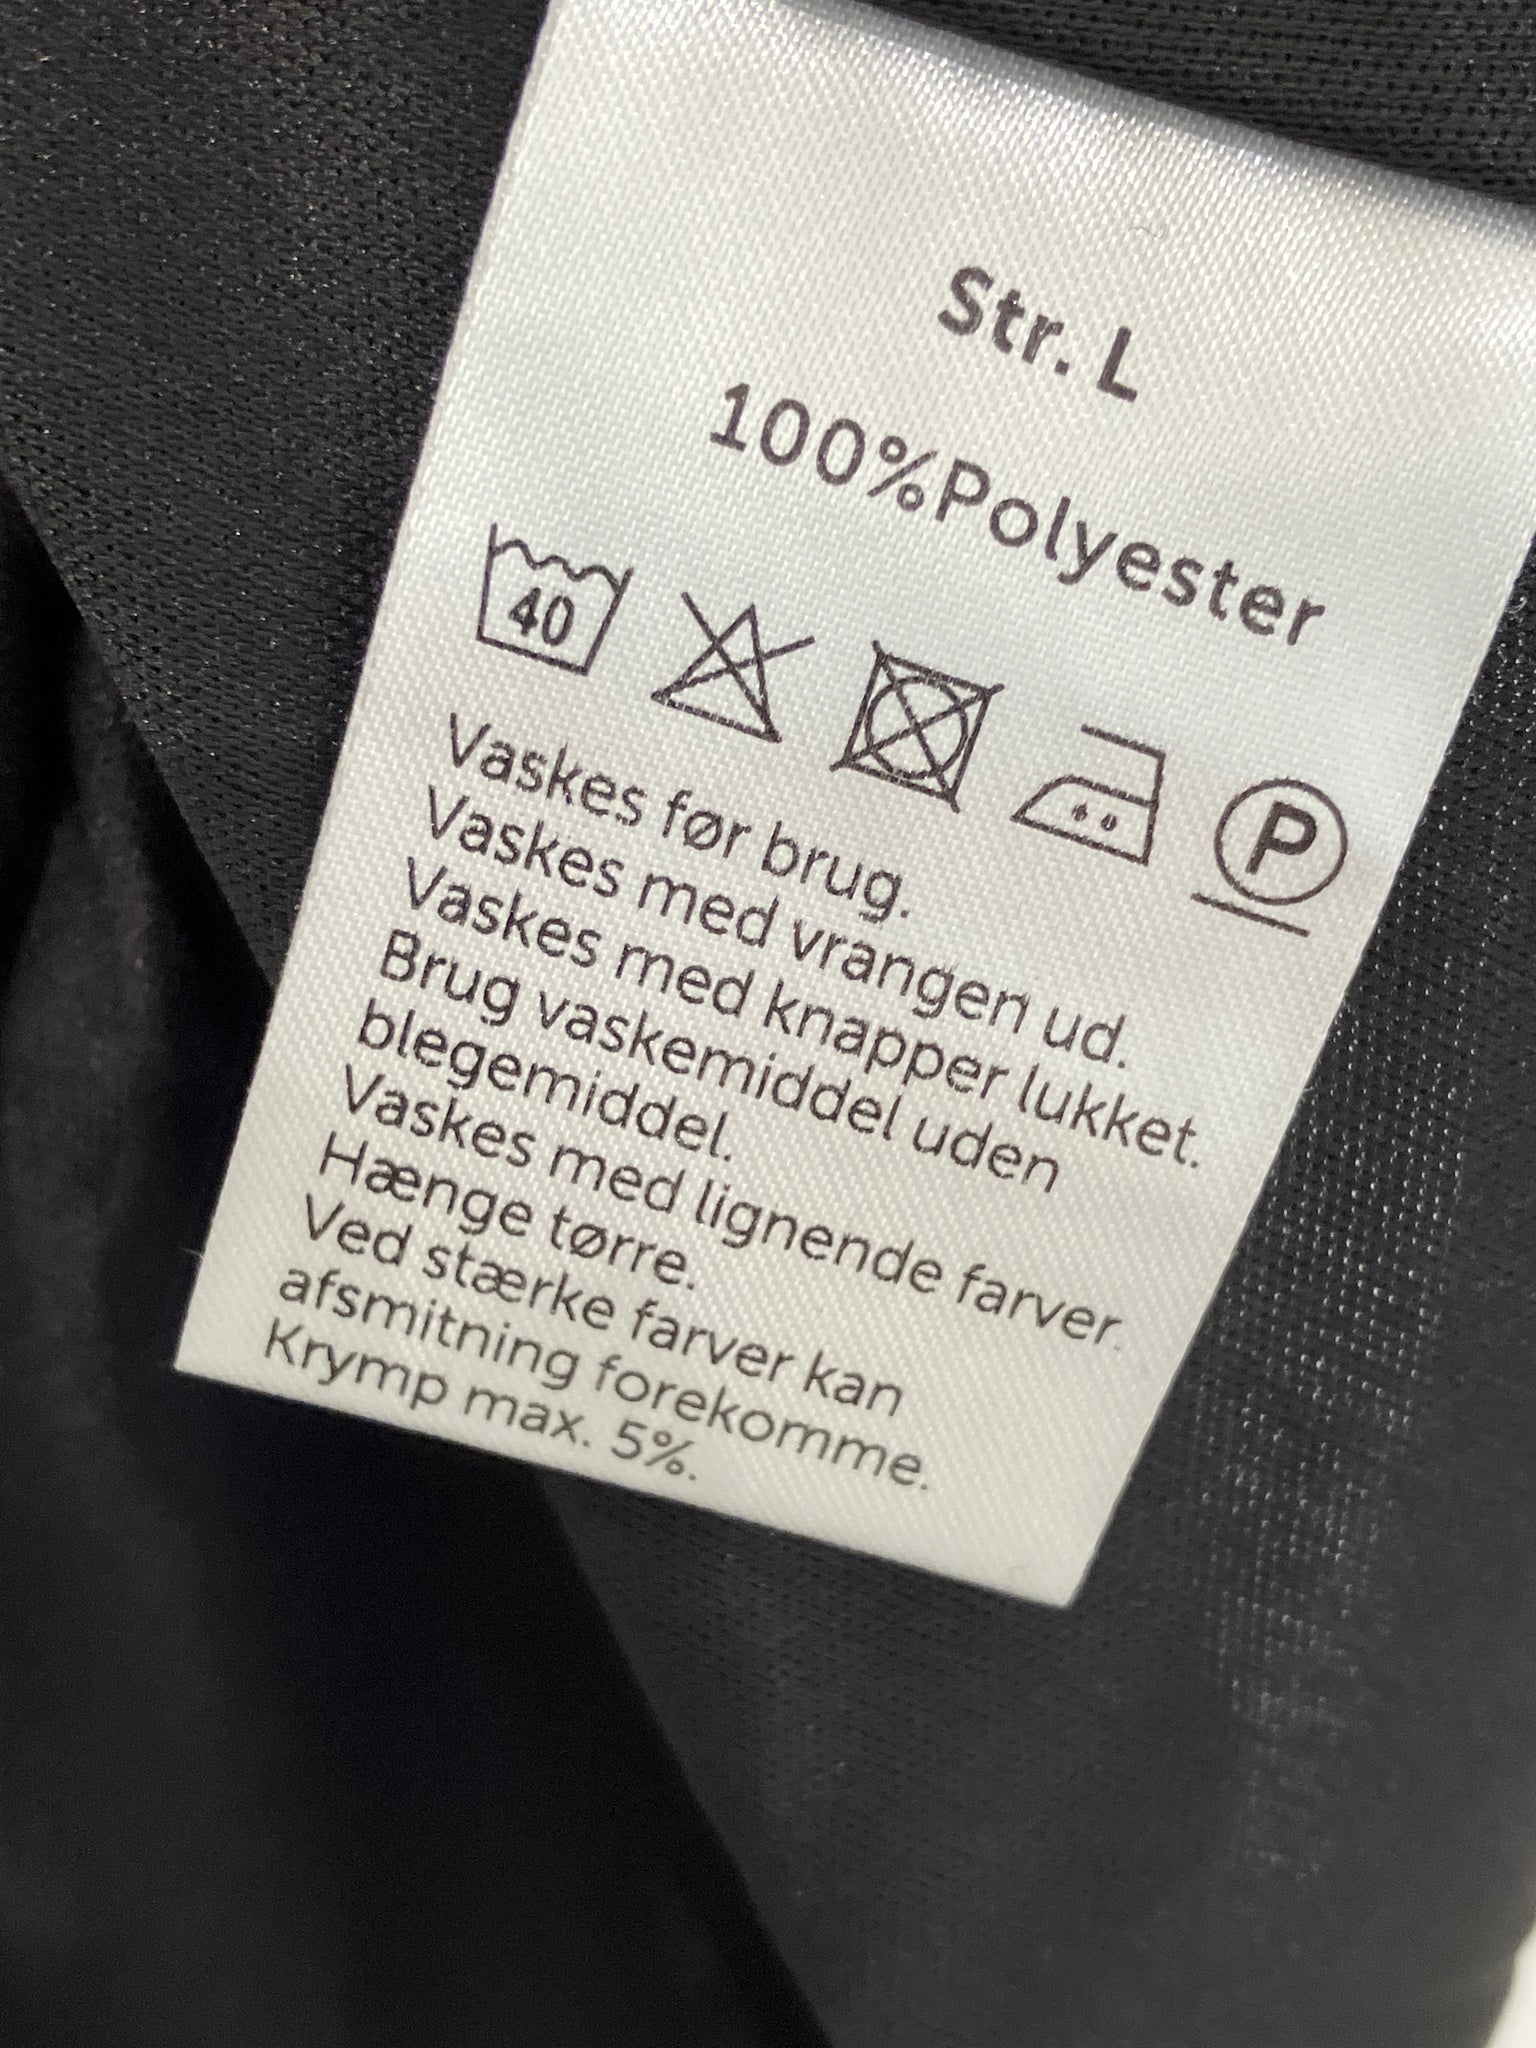 Str. L
100%Polyester
40
P
Vaskes før brug.
Vaskes med vrangen ud.
Vaskes med knapper lukket.
Brug vaskemiddel uden
blegemiddel.
Vaskes med lignende farver.
Hænge tørre.
Ved stærke farver kan
afsmitning forekomme.
Krymp max. 5%.